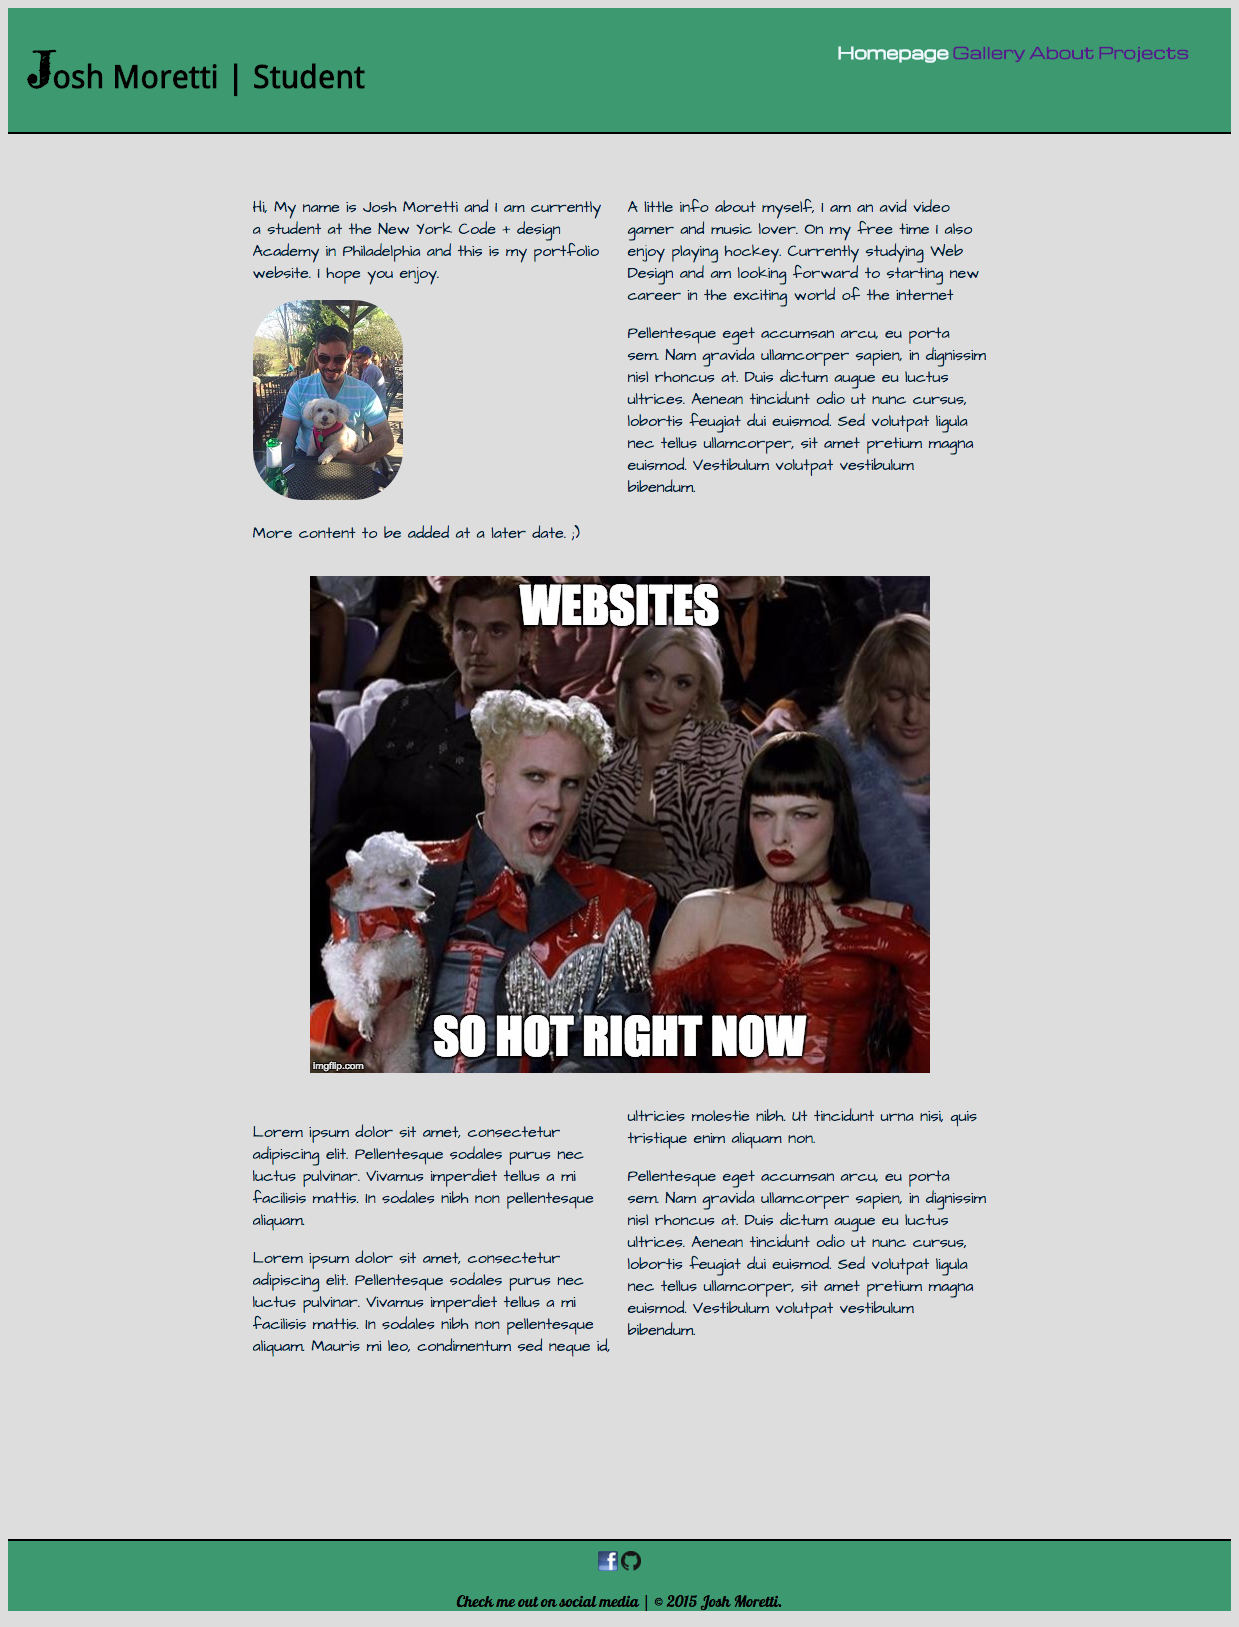 Josh Moretti | Student
Homepage Gallery About Projects
Hi, My name is Josh Moretti and I am currently
a student at the New York Code + design
Academy in Philadelphia and this is my portfolio
website. I hope you enjoy.
More content to be added at a later date. ;)
A little info about myself, I am an avid video
gamer and music lover. On my free time I also
enjoy playing hockey. Currently studying Web
Design and am looking forward to starting new
career in the exciting world of the internet
Pellentesque eget accumsan arcu, eu porta
sem. Nam gravida ullamcorper sapien, in dignissim
nisl rhoncus at. Duis dictum augue eu luctus
ultrices. Aenean tincidunt odio ut nunc cursus,
lobortis feugiat dui euismod. Sed volutpat ligula
nec tellus ullamcorper, sit amet pretium magna
euismod. Vestibulum volutpat vestibulum
bibendum.
WEBSITES
SO HOT RIGHT NOW
imgflip.com
Lorem ipsum dolor sit amet, consectetur
adipiscing elit. Pellentesque sodales purus nec
luctus pulvinar. Vivamus imperdiet tellus a mi
facilisis mattis. In sodales nibh non pellentesque
aliquam.
Lorem ipsum dolor sit amet, consectetur
adipiscing elit. Pellentesque sodales purus nec
luctus pulvinar. Vivamus imperdiet tellus a mi
facilisis mattis. In sodales nibh non pellentesque
aliquam. Mauris mi leo, condimentum sed neque id,
ultricies molestie nibh. Ut tincidunt urna nisi, quis
tristique enim aliquam non.
Pellentesque eget accumsan arcu, eu porta
sem. Nam gravida ullamcorper sapien, in dignissim
nisl rhoncus at. Duis dictum augue eu luctus
ultrices. Aenean tincidunt odio ut nunc cursus,
lobortis feugiat dui euismod. Sed volutpat ligula
nec tellus ullamcorper, sit amet pretium magna
euismod. Vestibulum volutpat vestibulum
bibendum.
f
Check me out on social media | © 2015 Josh Moretti.